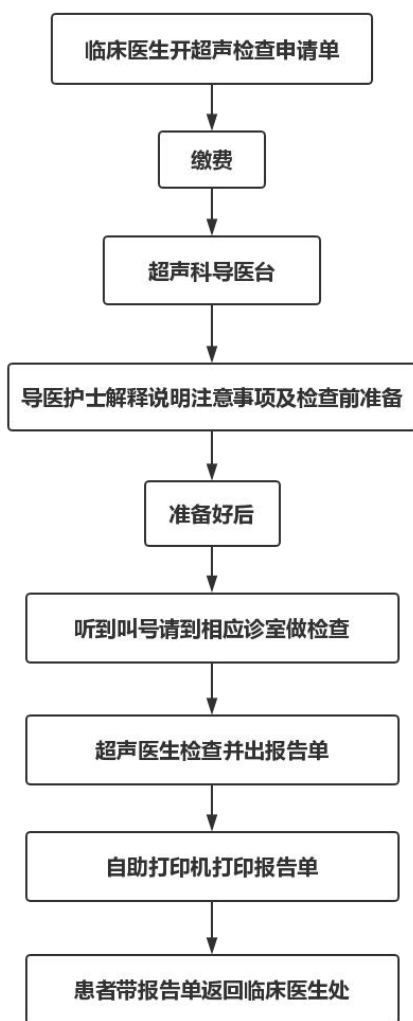 临床医生开超声检查申请单
缴费
超声科导医台
导医护士解释说明注意事项及检查前准备
准备好后
听到叫号请到相应诊室做检查
超声医生检查并出报告单
自助打印机打印报告单
患者带报告单返回临床医生处